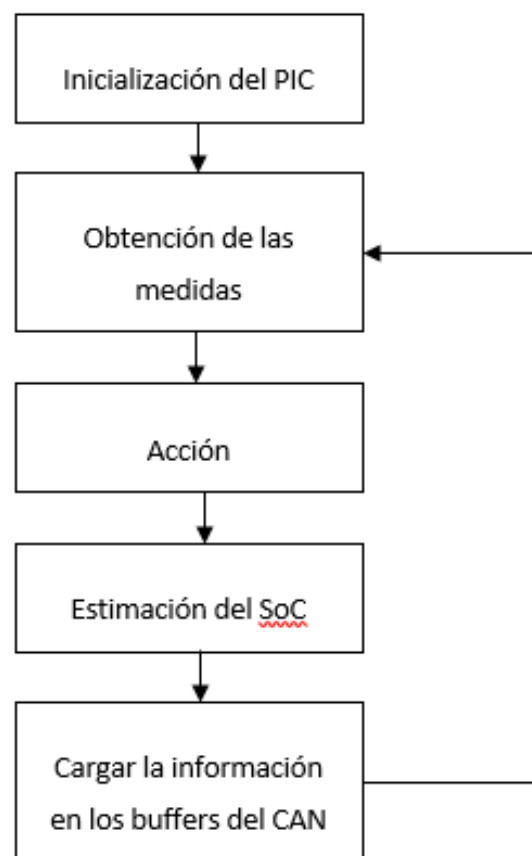 Inicialización del PIC
Obtención de las
medidas
Acción
Estimación del SoC
Cargar la información
en los buffers del CAN